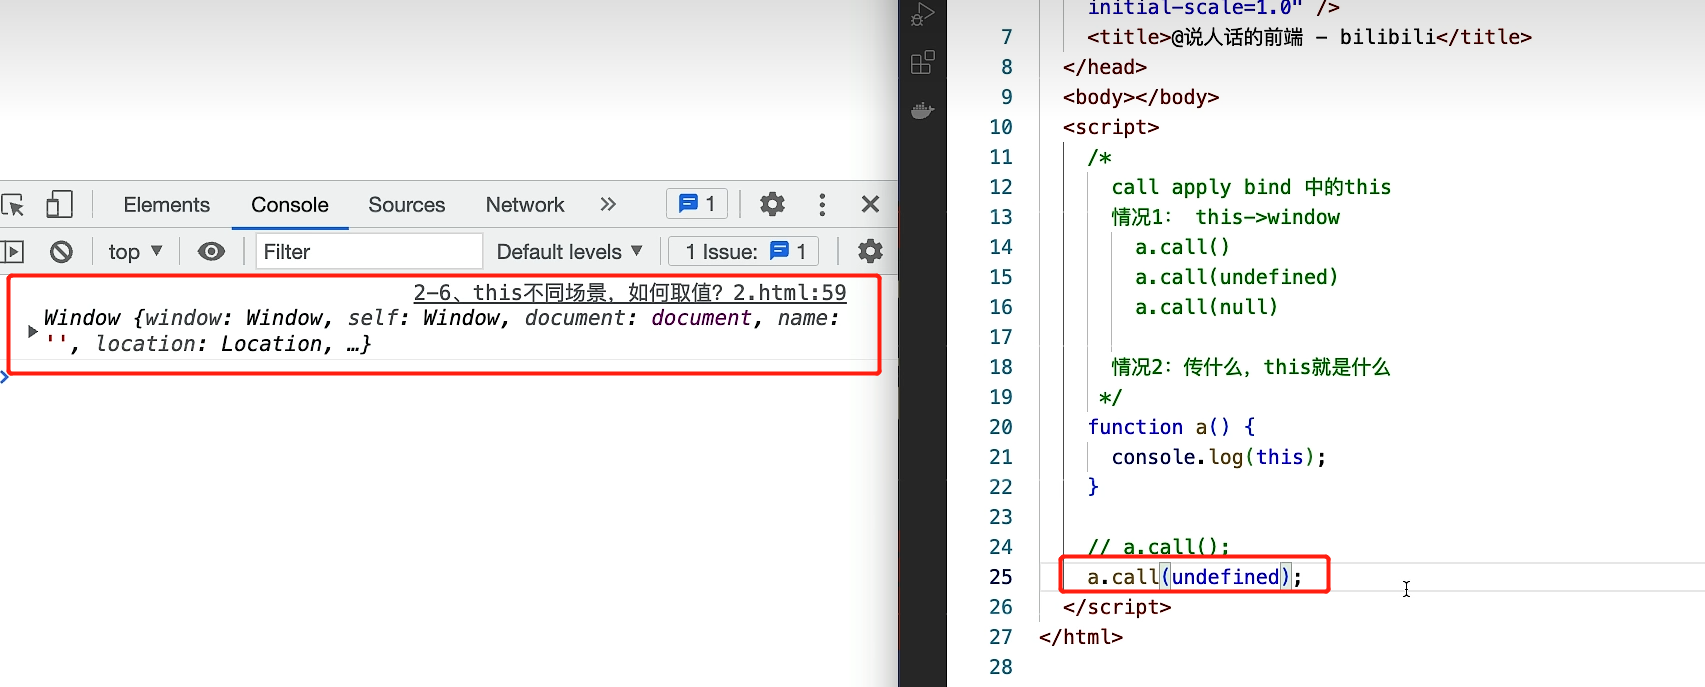 Elements Console Sources Network » 1
top ▼ Filter Default levels ▼ 1 Issue: 1
2-6、this不同场景，如何取值？2.html:59
Window {window: Window, self: Window, document: document, name:
'', location: Location, …}
initial-scale=1.0" />
7 <title>@说人话的前端 - bilibili</title>
8 </head>
9 <body></body>
10 <script>
11 /*
12 call apply bind 中的this
13 情况1： this->window
14 a.call()
15 a.call(undefined)
16 a.call(null)
17
18 情况2：传什么，this就是什么
19 */
20 function a() {
21 console.log(this);
22 }
23
24 // a.call();
25 a.call(undefined);
26 </script>
27 </html>
28